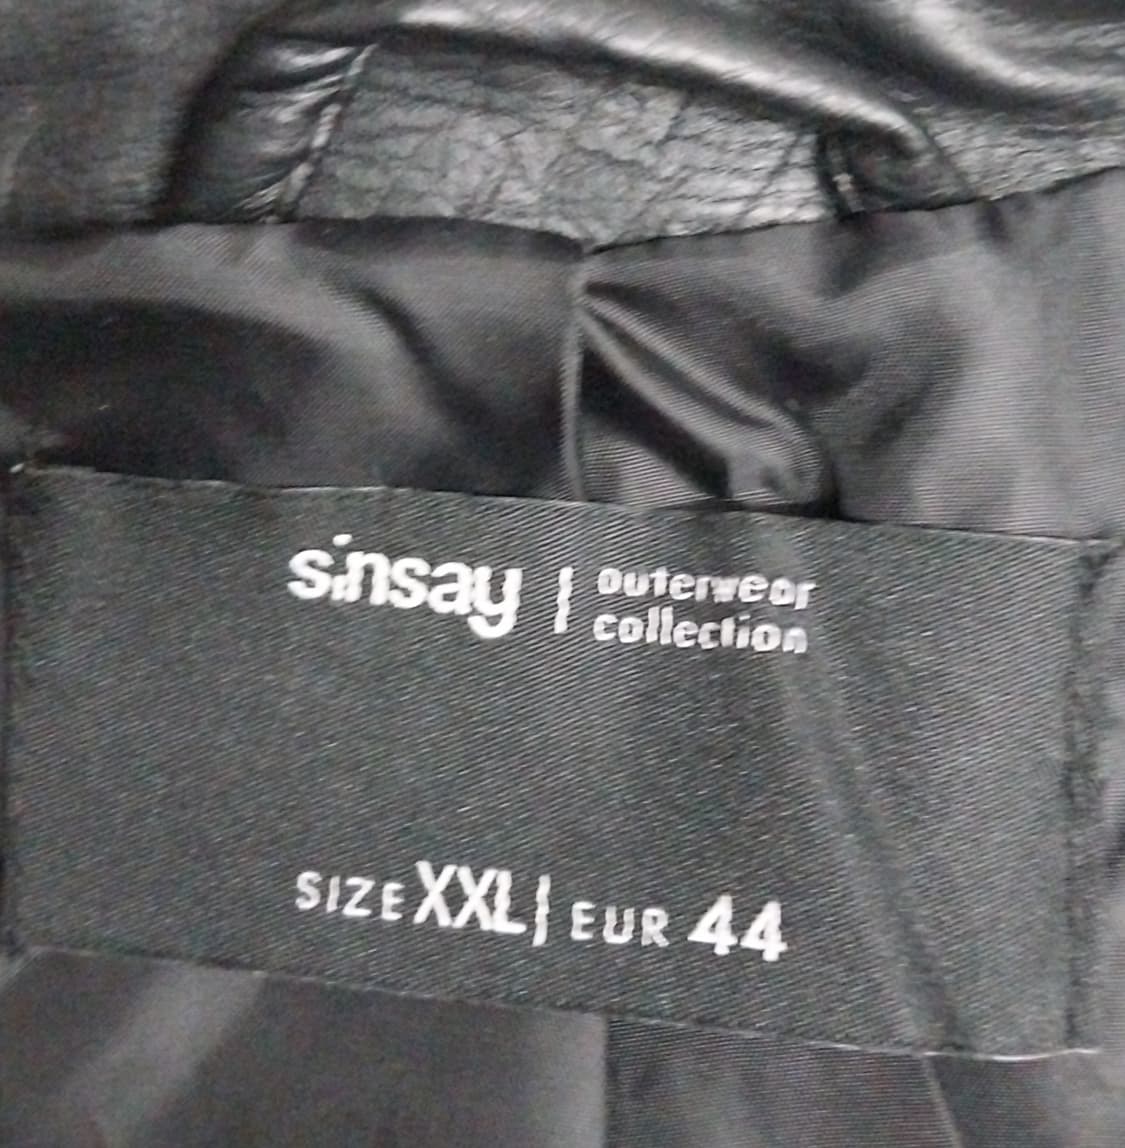 sinsay | outerwear
collection
SIZE XXL | EUR 44